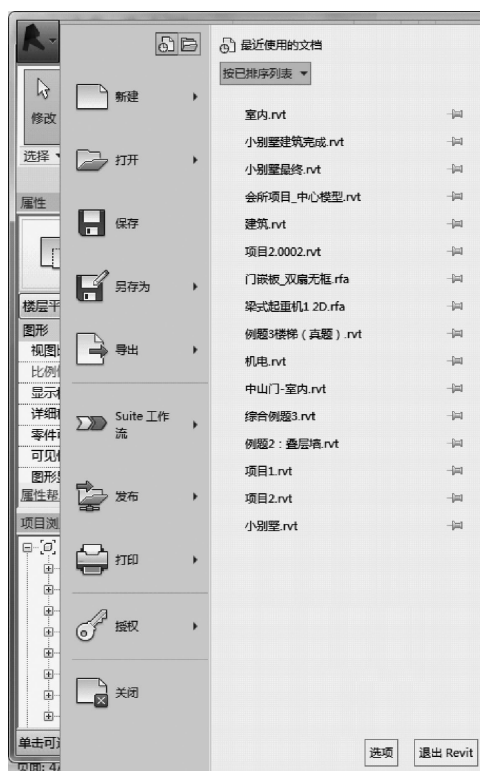 最近使用的文档
按已排序列表
新建
打开
保存
另存为
导出
Suite 工作
流
发布
打印
授权
关闭
室内.rvt
小别墅建筑完成.rvt
小别墅最终.rvt
会所项目_中心模型.rvt
建筑.rvt
项目2.0002.rvt
门嵌板_双扇无框.rfa
梁式起重机1 2D.rfa
例题3楼梯（真题）.rvt
机电.rvt
中山门-室内.rvt
综合例题3.rvt
例题2：叠层墙.rvt
项目1.rvt
项目2.rvt
小别墅.rvt
选项
退出 Revit
修改
选择
属性
楼层平
图形
视图
比例
显示
详细
零件
可见
图形
属性帮
项目浏
单击可
页面: 4